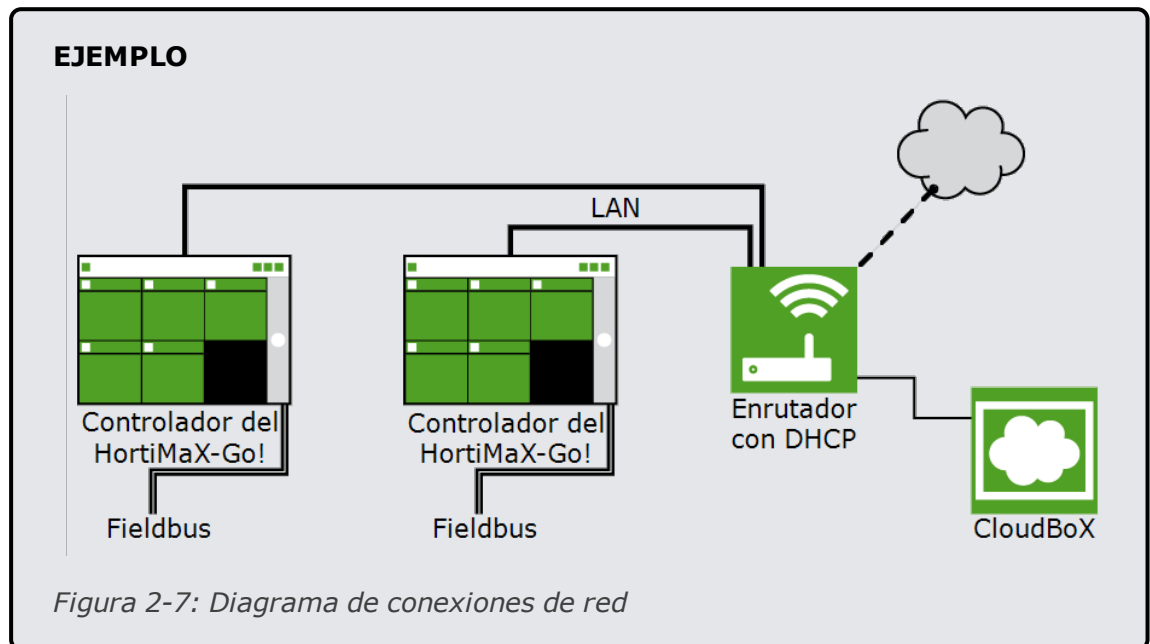 EJEMPLO
LAN
Controlador del
HortiMaX-Go!
Fieldbus
Controlador del
HortiMaX-Go!
Fieldbus
Enrutador
con DHCP
CloudBoX
Figura 2-7: Diagrama de conexiones de red